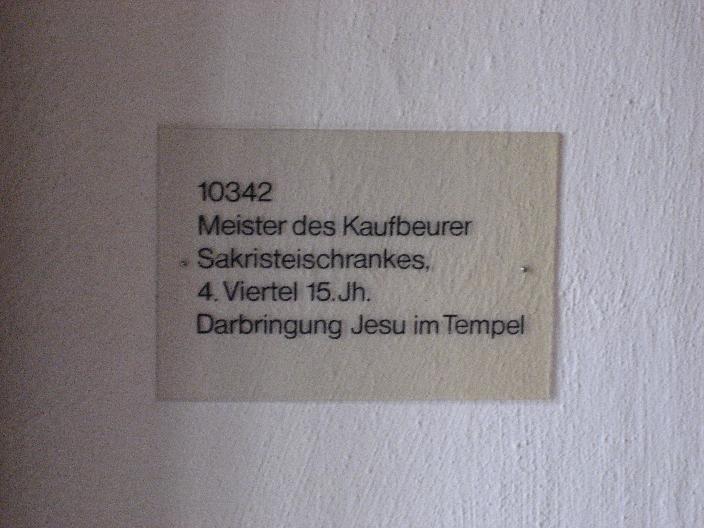 10342
Meister des Kaufbeurer
Sakristeischrankes,
4. Viertel 15. Jh.
Darbringung Jesu im Tempel